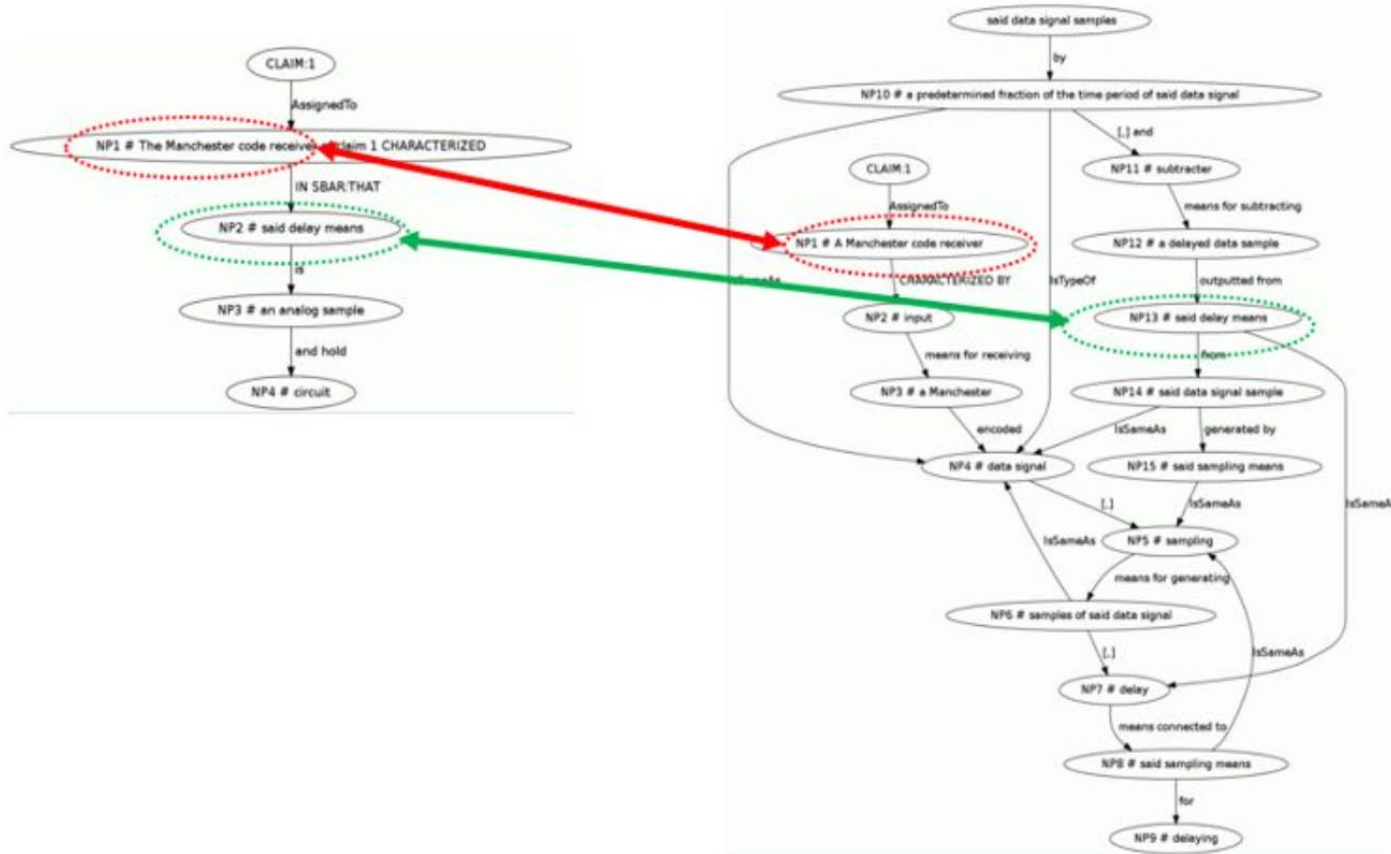 CLAIM:1
AssignedTo
NP1 # The Manchester code receiver of claim 1 CHARACTERIZED
IN SBAR:THAT
NP2 # said delay means
is
NP3 # an analog sample
and hold
NP4 # circuit
said data signal samples
by
NP10 # a predetermined fraction of the time period of said data signal
[,] and
CLAIM:1
NP11 # subtracter
AssignedTo
means for subtracting
NP1 # A Manchester code receiver
NP12 # a delayed data sample
IsSameAs
CHARACTERIZED BY
IsTypeOf
outputted from
NP2 # input
NP13 # said delay means
means for receiving
from
NP3 # a Manchester
NP14 # said data signal sample
encoded
IsSameAs
generated by
NP4 # data signal
NP15 # said sampling means
[,]
IsSameAs
IsSameA
NP5 # sampling
IsSameAs
means for generating
NP6 # samples of said data signal
[,]
IsSameAs
NP7 # delay
means connected to
NP8 # said sampling means
for
NP9 # delaying